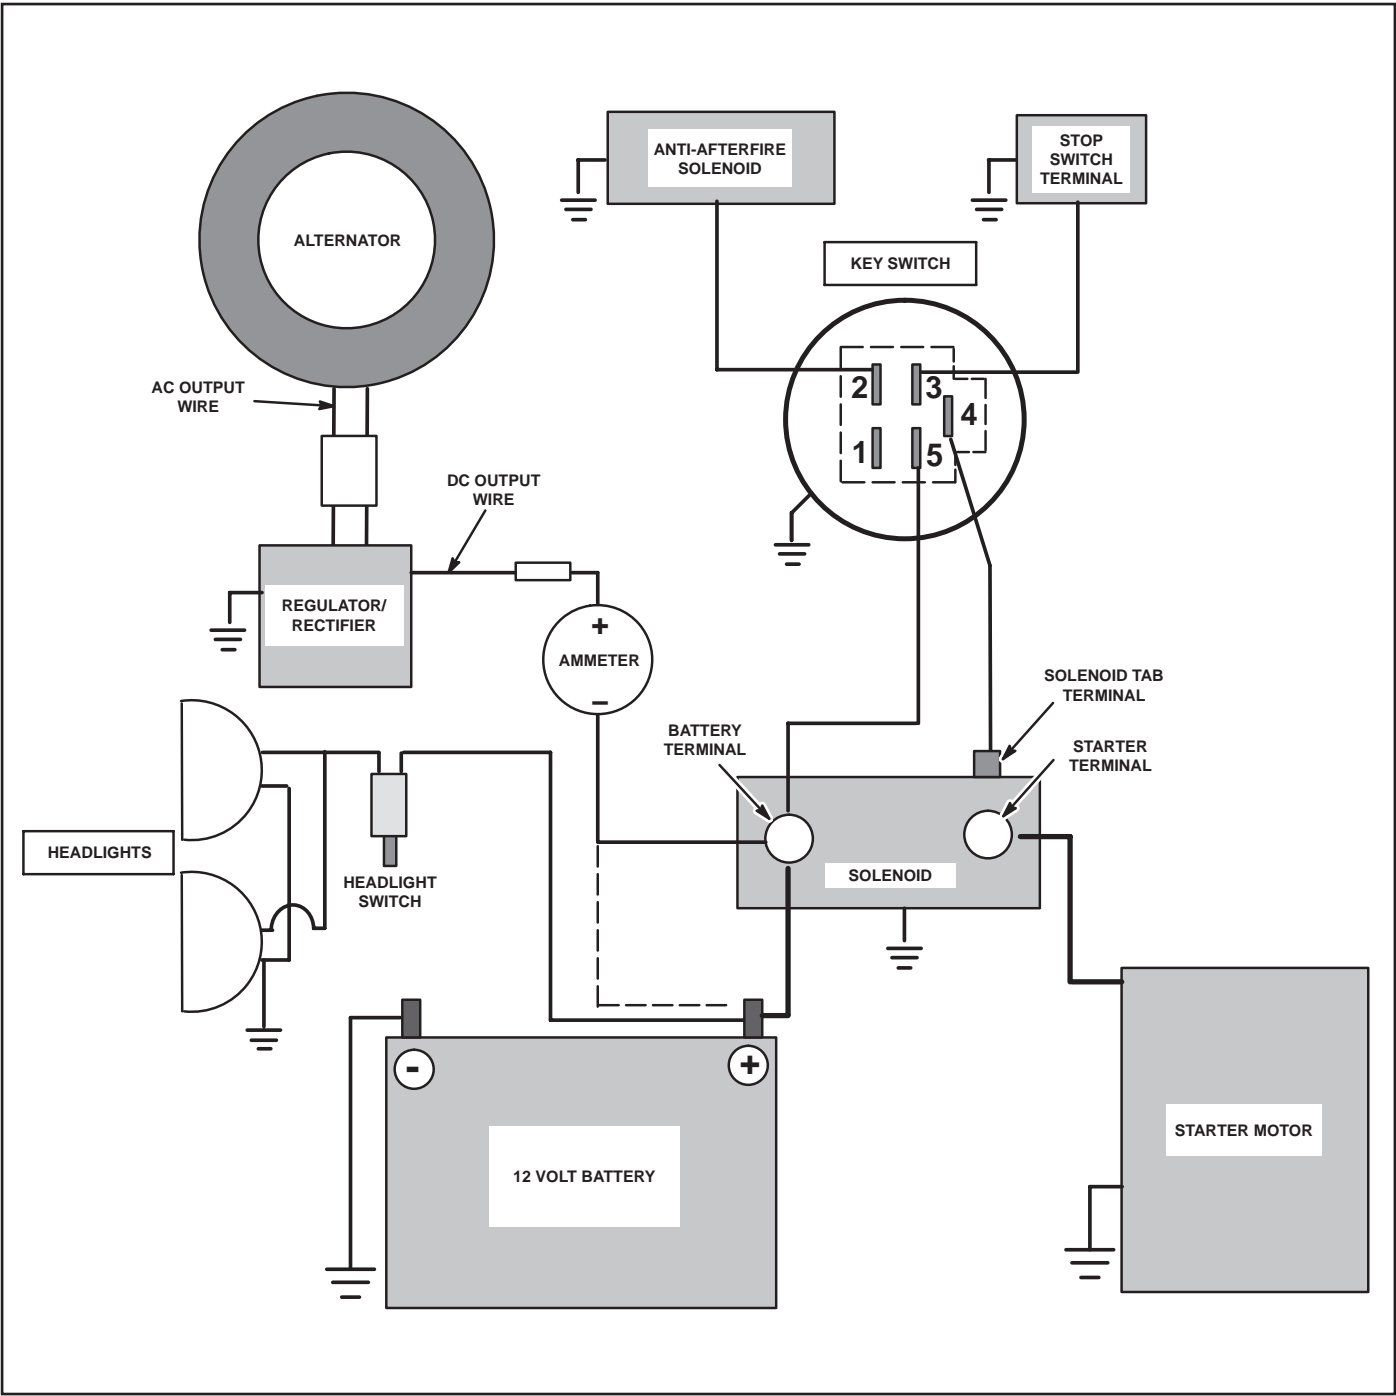 ANTI-AFTERFIRE
SOLENOID
STOP
SWITCH
TERMINAL
ALTERNATOR
KEY SWITCH
AC OUTPUT
WIRE
2
3
4
1
5
DC OUTPUT
WIRE
REGULATOR/
RECTIFIER
+
AMMETER
–
SOLENOID TAB
TERMINAL
BATTERY
TERMINAL
STARTER
TERMINAL
HEADLIGHTS
HEADLIGHT
SWITCH
SOLENOID
-
+
12 VOLT BATTERY
STARTER MOTOR